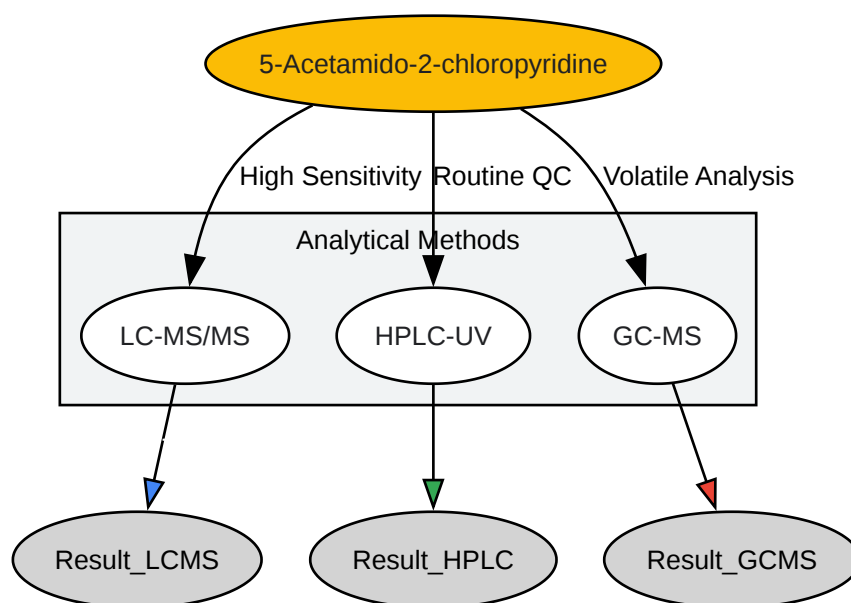 5-Acetamido-2-chloropyridine
High Sensitivity
Routine QC
Volatile Analysis
Analytical Methods
LC-MS/MS
HPLC-UV
GC-MS
Result_LCMS
Result_HPLC
Result_GCMS